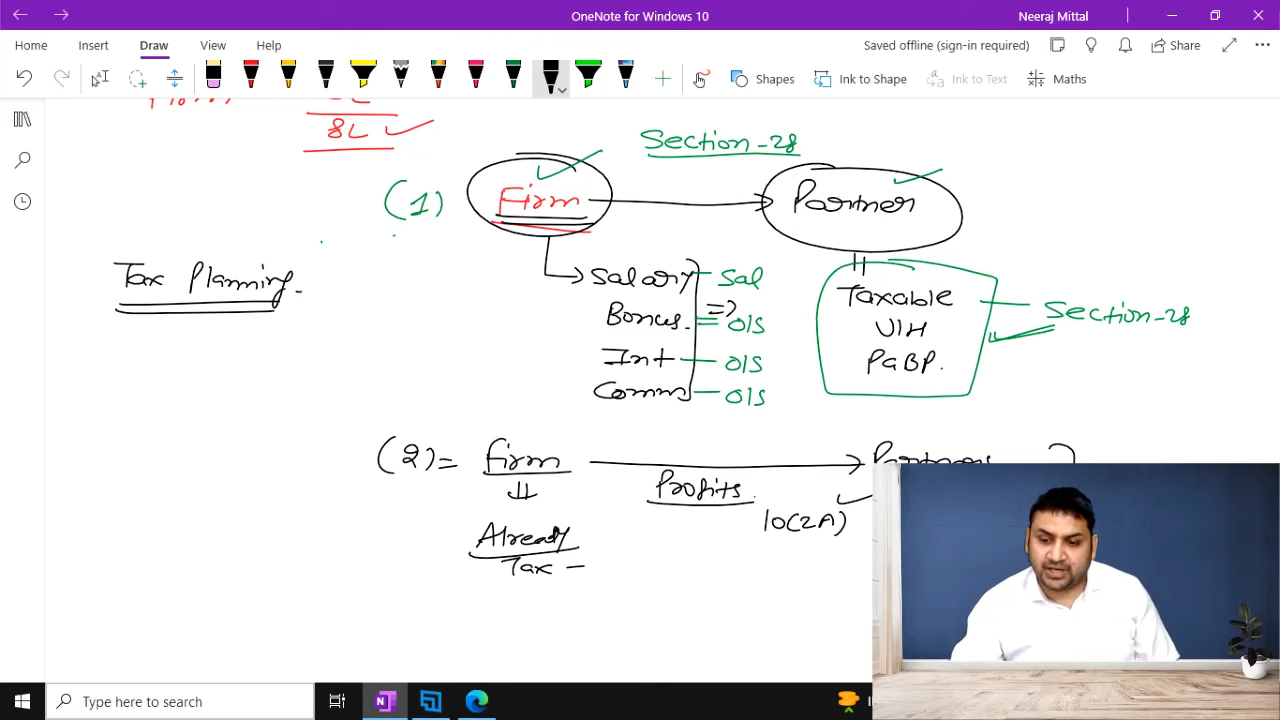 OneNote for Windows 10
Neeraj Mittal
Home Insert Draw View Help
Saved offline (sign-in required)
Share
Shapes
Ink to Shape
Ink to Text
Maths
8L
Section-28
(1) Firm Partner
Tax Planning.
Salary Sal
Bonus. => O/S
Int O/S
Comm O/S
Taxable
U/H
PGBP.
Section-28
(2) = Firm
Profits.
10(2A)
Already
Tax -
Type here to search